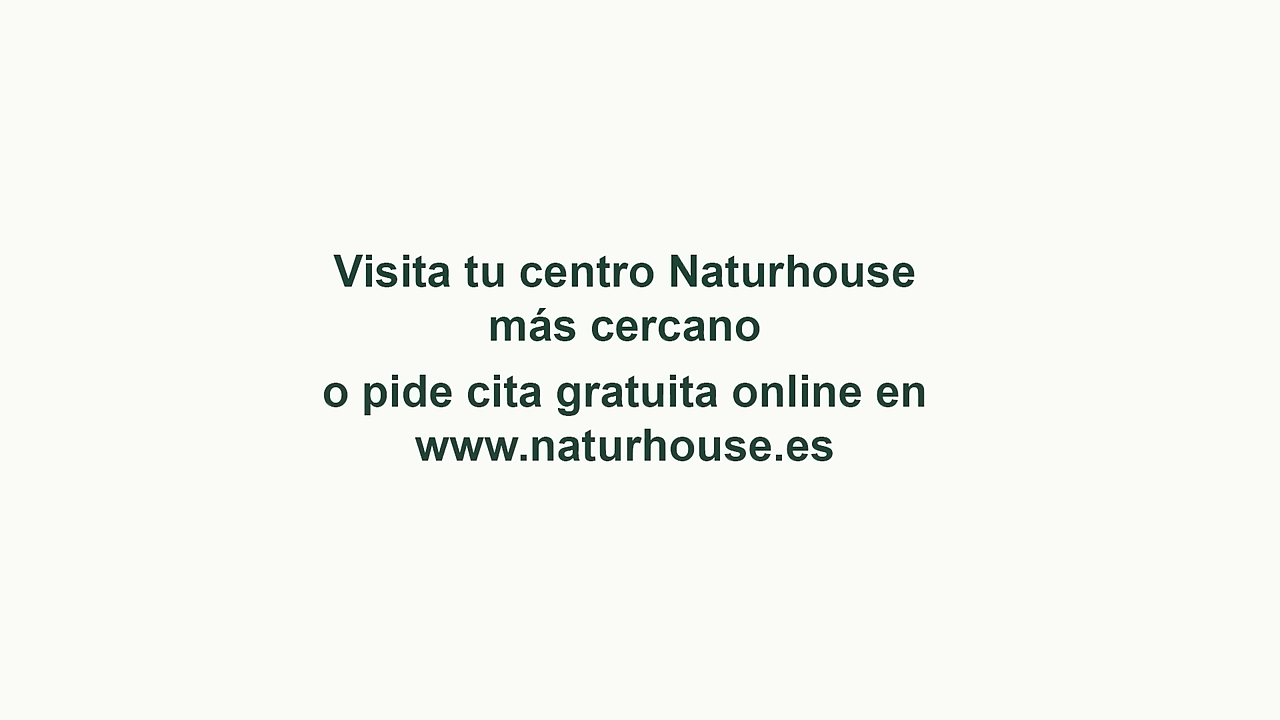 Visita tu centro Naturhouse
más cercano
o pide cita gratuita online en
www.naturhouse.es